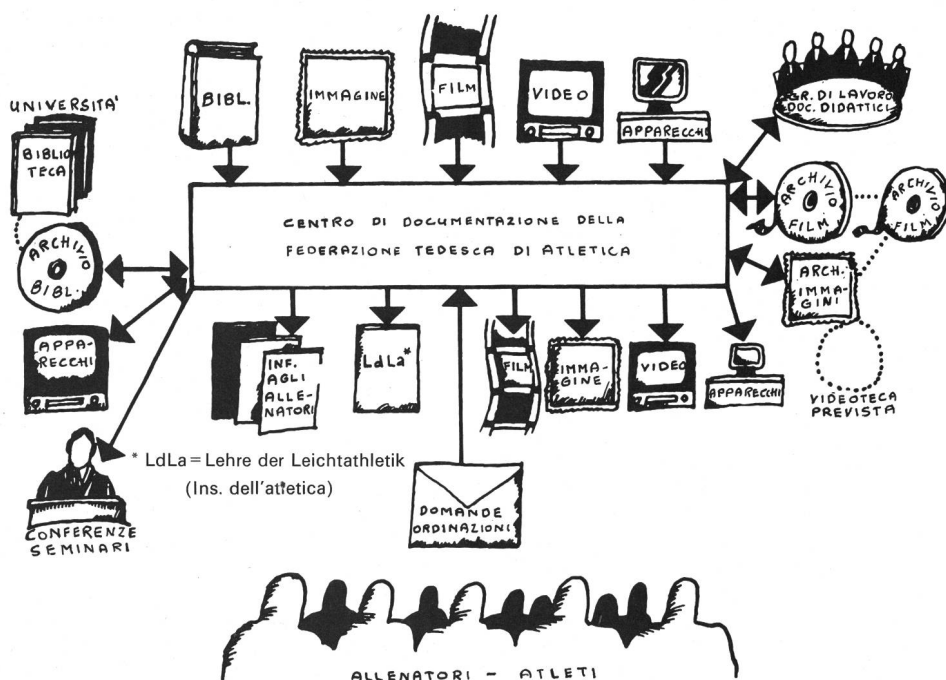 UNIVERSITA'
BIBLIO
TECA
BIBL.
IMMAGINE
FILM
VIDEO
APPARECCHI
GR. DI LAVORO
DOC. DIDATTICI
ARCHIVIO
BIBL.
CENTRO DI DOCUMENTAZIONE DELLA
FEDERAZIONE TEDESCA DI ATLETICA
ARCHIVIO
FILM
ARCHIVIO
FILM
ARCH.
IMMA-
GINI
VIDEOTECA
PREVISTA
APPA-
RECCHI
INF.
AGLI
ALLE-
NATORI
LdLa*
FILM
IMMA-
GINE
VIDEO
APPARECCHI
* LdLa = Lehre der Leichtathletik
(Ins. dell'atletica)
CONFERENZE
SEMINARI
DOMANDE
ORDINAZIONI
ALLENATORI - ATLETI